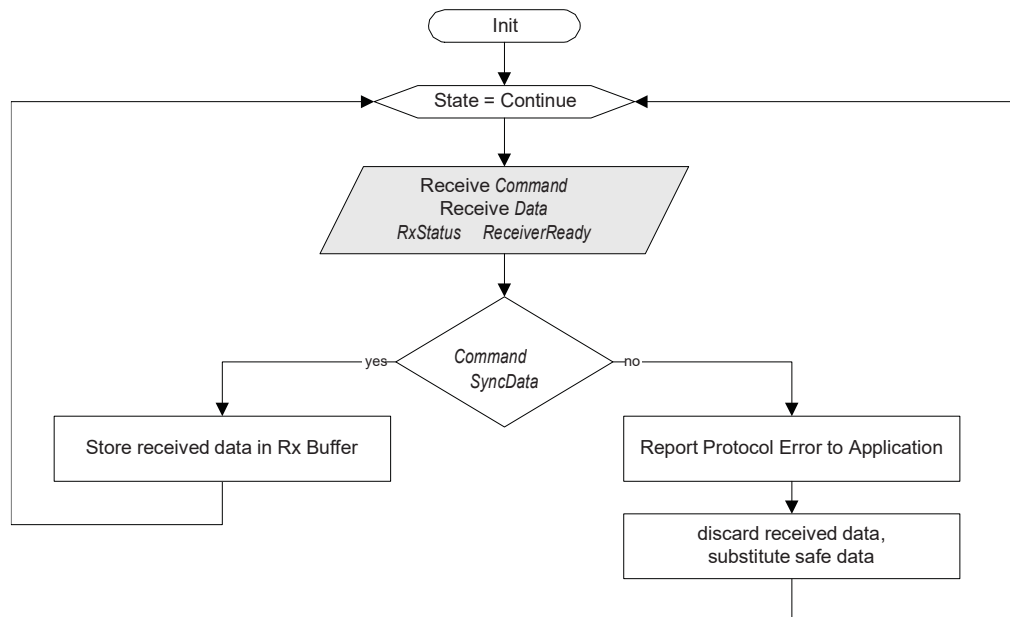 Init
State = Continue
Receive Command
Receive Data
RxStatus ReceiverReady
yes
Command
SyncData
no
Store received data in Rx Buffer
Report Protocol Error to Application
discard received data,
substitute safe data